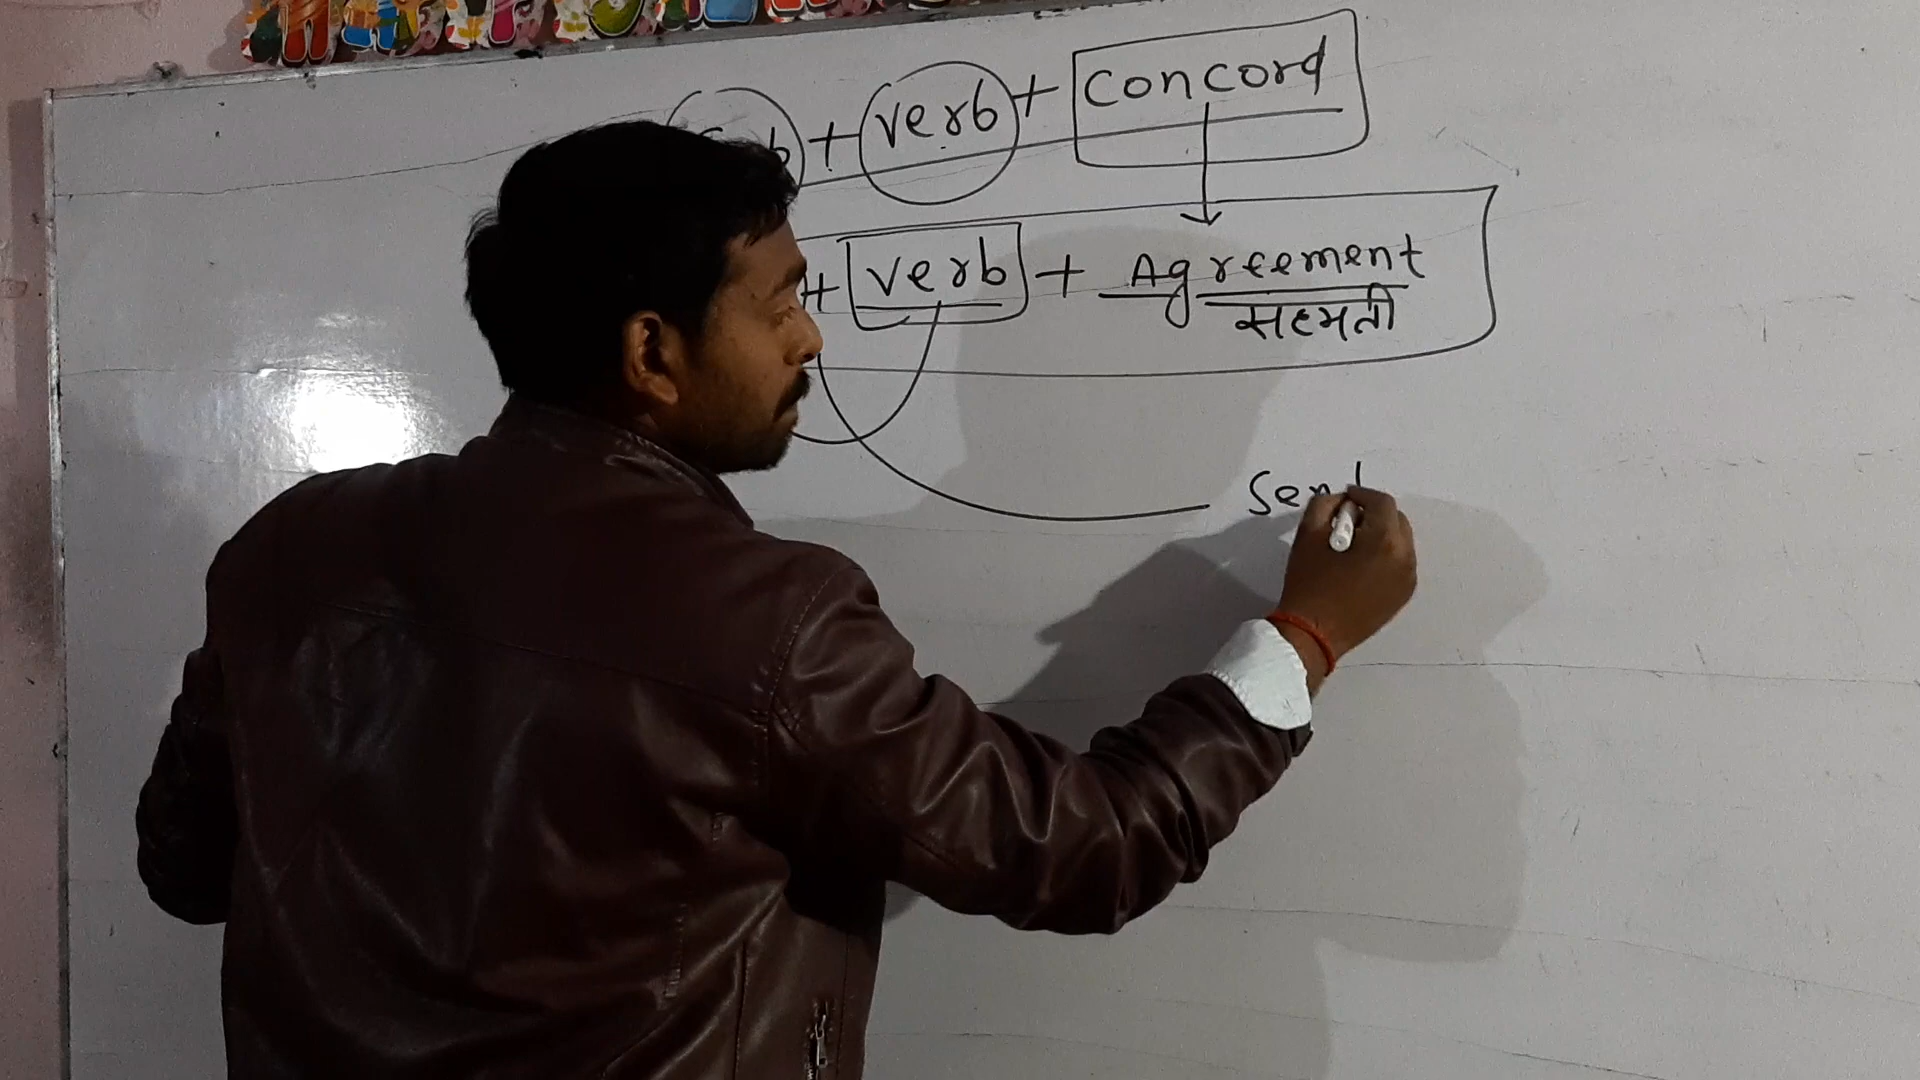 + verb + concord
+ verb + Agreement
सहमती
Sen